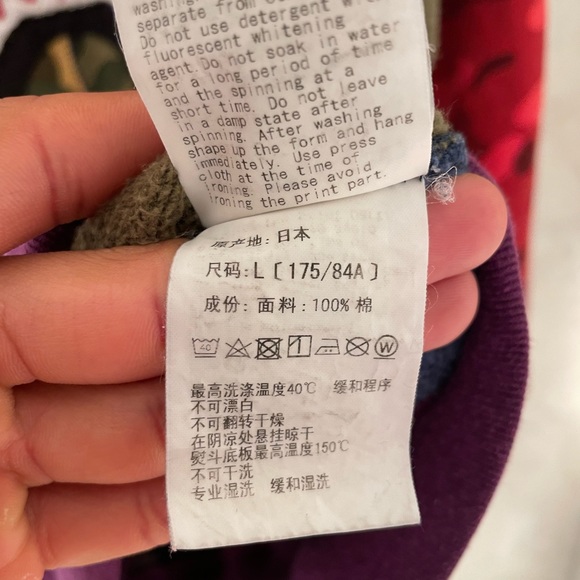 washing.
separate from
Do not use detergent with
fluorescent whitening
agent. Do not soak in water
for a long period of time
and the spinning at a
short time. Do not leave
in a damp state after
spinning. After washing
shape up the form and hang
immediately. Use press
cloth at the time of
ironing. Please avoid
ironing the print part.
原产地: 日本
尺码: L〔175/84A〕
成份: 面料: 100% 棉
40 W
最高洗涤温度40℃ 缓和程序
不可漂白
不可翻转干燥
在阴凉处悬挂晾干
熨斗底板最高温度150℃
不可干洗
专业湿洗 缓和湿洗